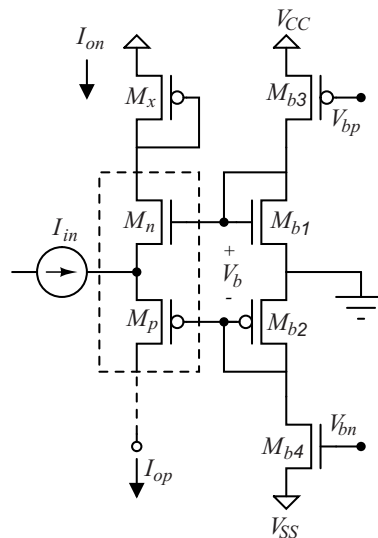 I_on
V_CC
M_x
M_b3
V_bp
M_n
M_b1
I_in
+
V_b
-
M_p
M_b2
V_bn
M_b4
I_op
V_SS